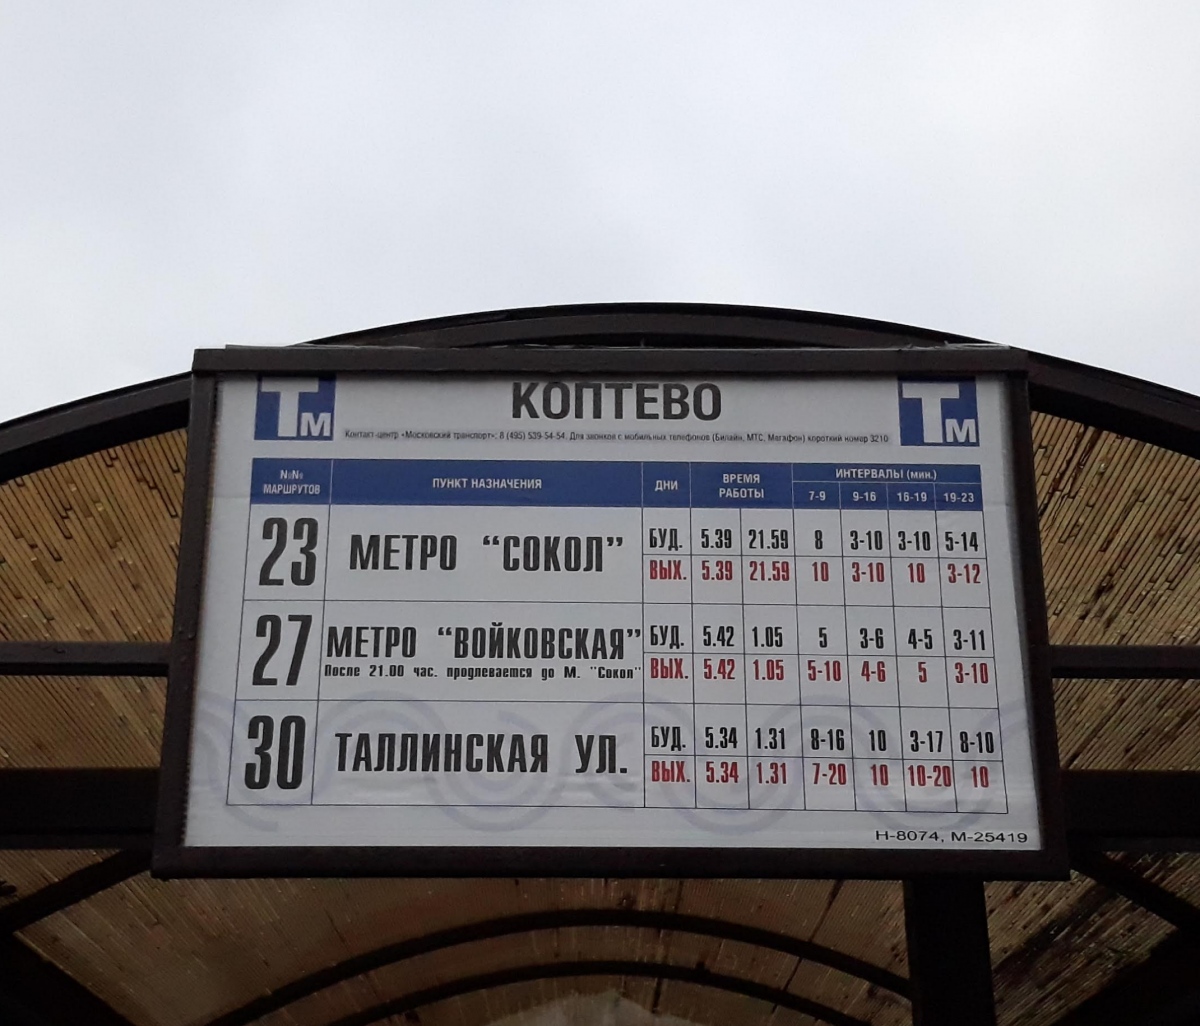 ТМ КОПТЕВО ТМ
Контакт-центр «Московский транспорт»: 8 (495) 539-54-54. Для звонков с мобильных телефонов (Билайн, МТС, Мегафон) короткий номер 3210
№№ МАРШРУТОВ ПУНКТ НАЗНАЧЕНИЯ ДНИ ВРЕМЯ РАБОТЫ ИНТЕРВАЛЫ (мин.)
7-9 9-16 16-19 19-23
23 МЕТРО “СОКОЛ” БУД. 5.39 21.59 8 3-10 3-10 5-14
ВЫХ. 5.39 21.59 10 3-10 10 3-12
27 МЕТРО “ВОЙКОВСКАЯ” БУД. 5.42 1.05 5 3-6 4-5 3-11
После 21.00 час. продлевается до М. "Сокол" ВЫХ. 5.42 1.05 5-10 4-6 5 3-10
30 ТАЛЛИНСКАЯ УЛ. БУД. 5.34 1.31 8-16 10 3-17 8-10
ВЫХ. 5.34 1.31 7-20 10 10-20 10
Н-8074, М-25419